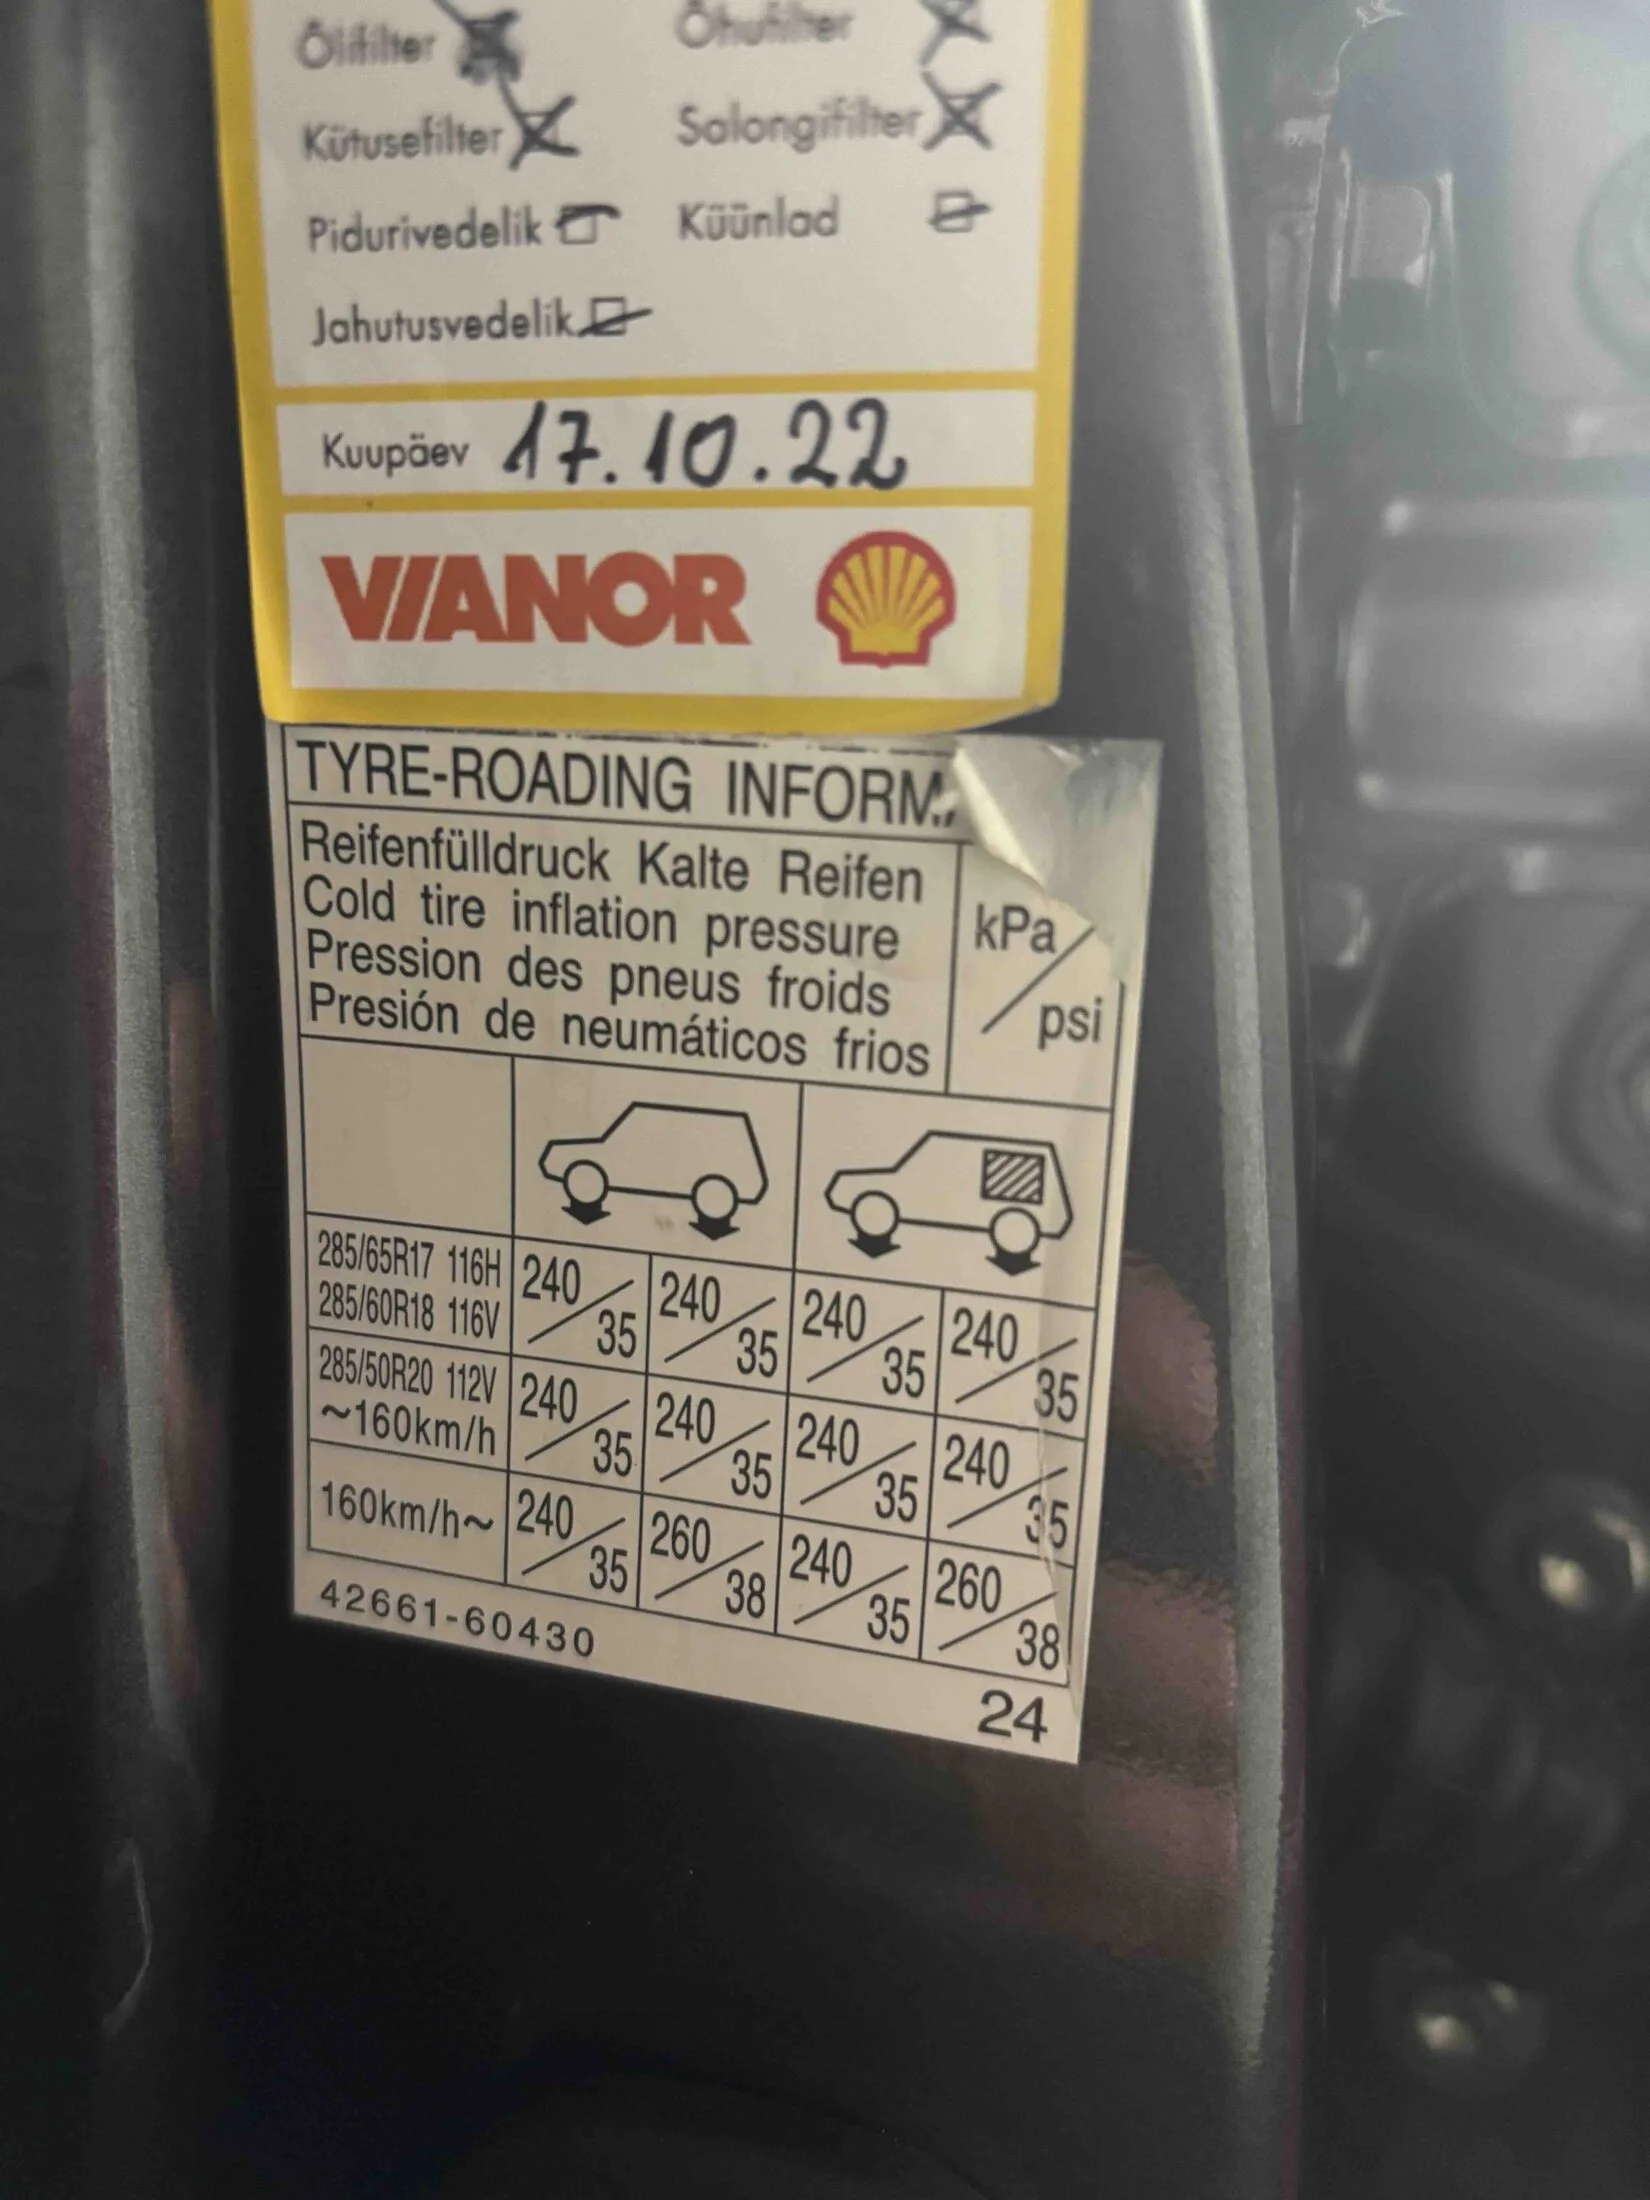 Õlifilter Õhufilter
Kütusefilter Salongifilter
Pidurivedelik Küünlad
Jahutusvedelik
Kuupäev 17.10.22
VIANOR
TYRE-ROADING INFORM.
Reifenfülldruck Kalte Reifen
Cold tire inflation pressure
Pression des pneus froids
Presión de neumáticos frios
kPa/psi
285/65R17 116H
285/60R18 116V
240/35 240/35 240/35 240/35
285/50R20 112V
~160km/h
240/35 240/35 240/35 240/35
160km/h~ 240/35 260/38 240/35 260/38
42661-60430
24